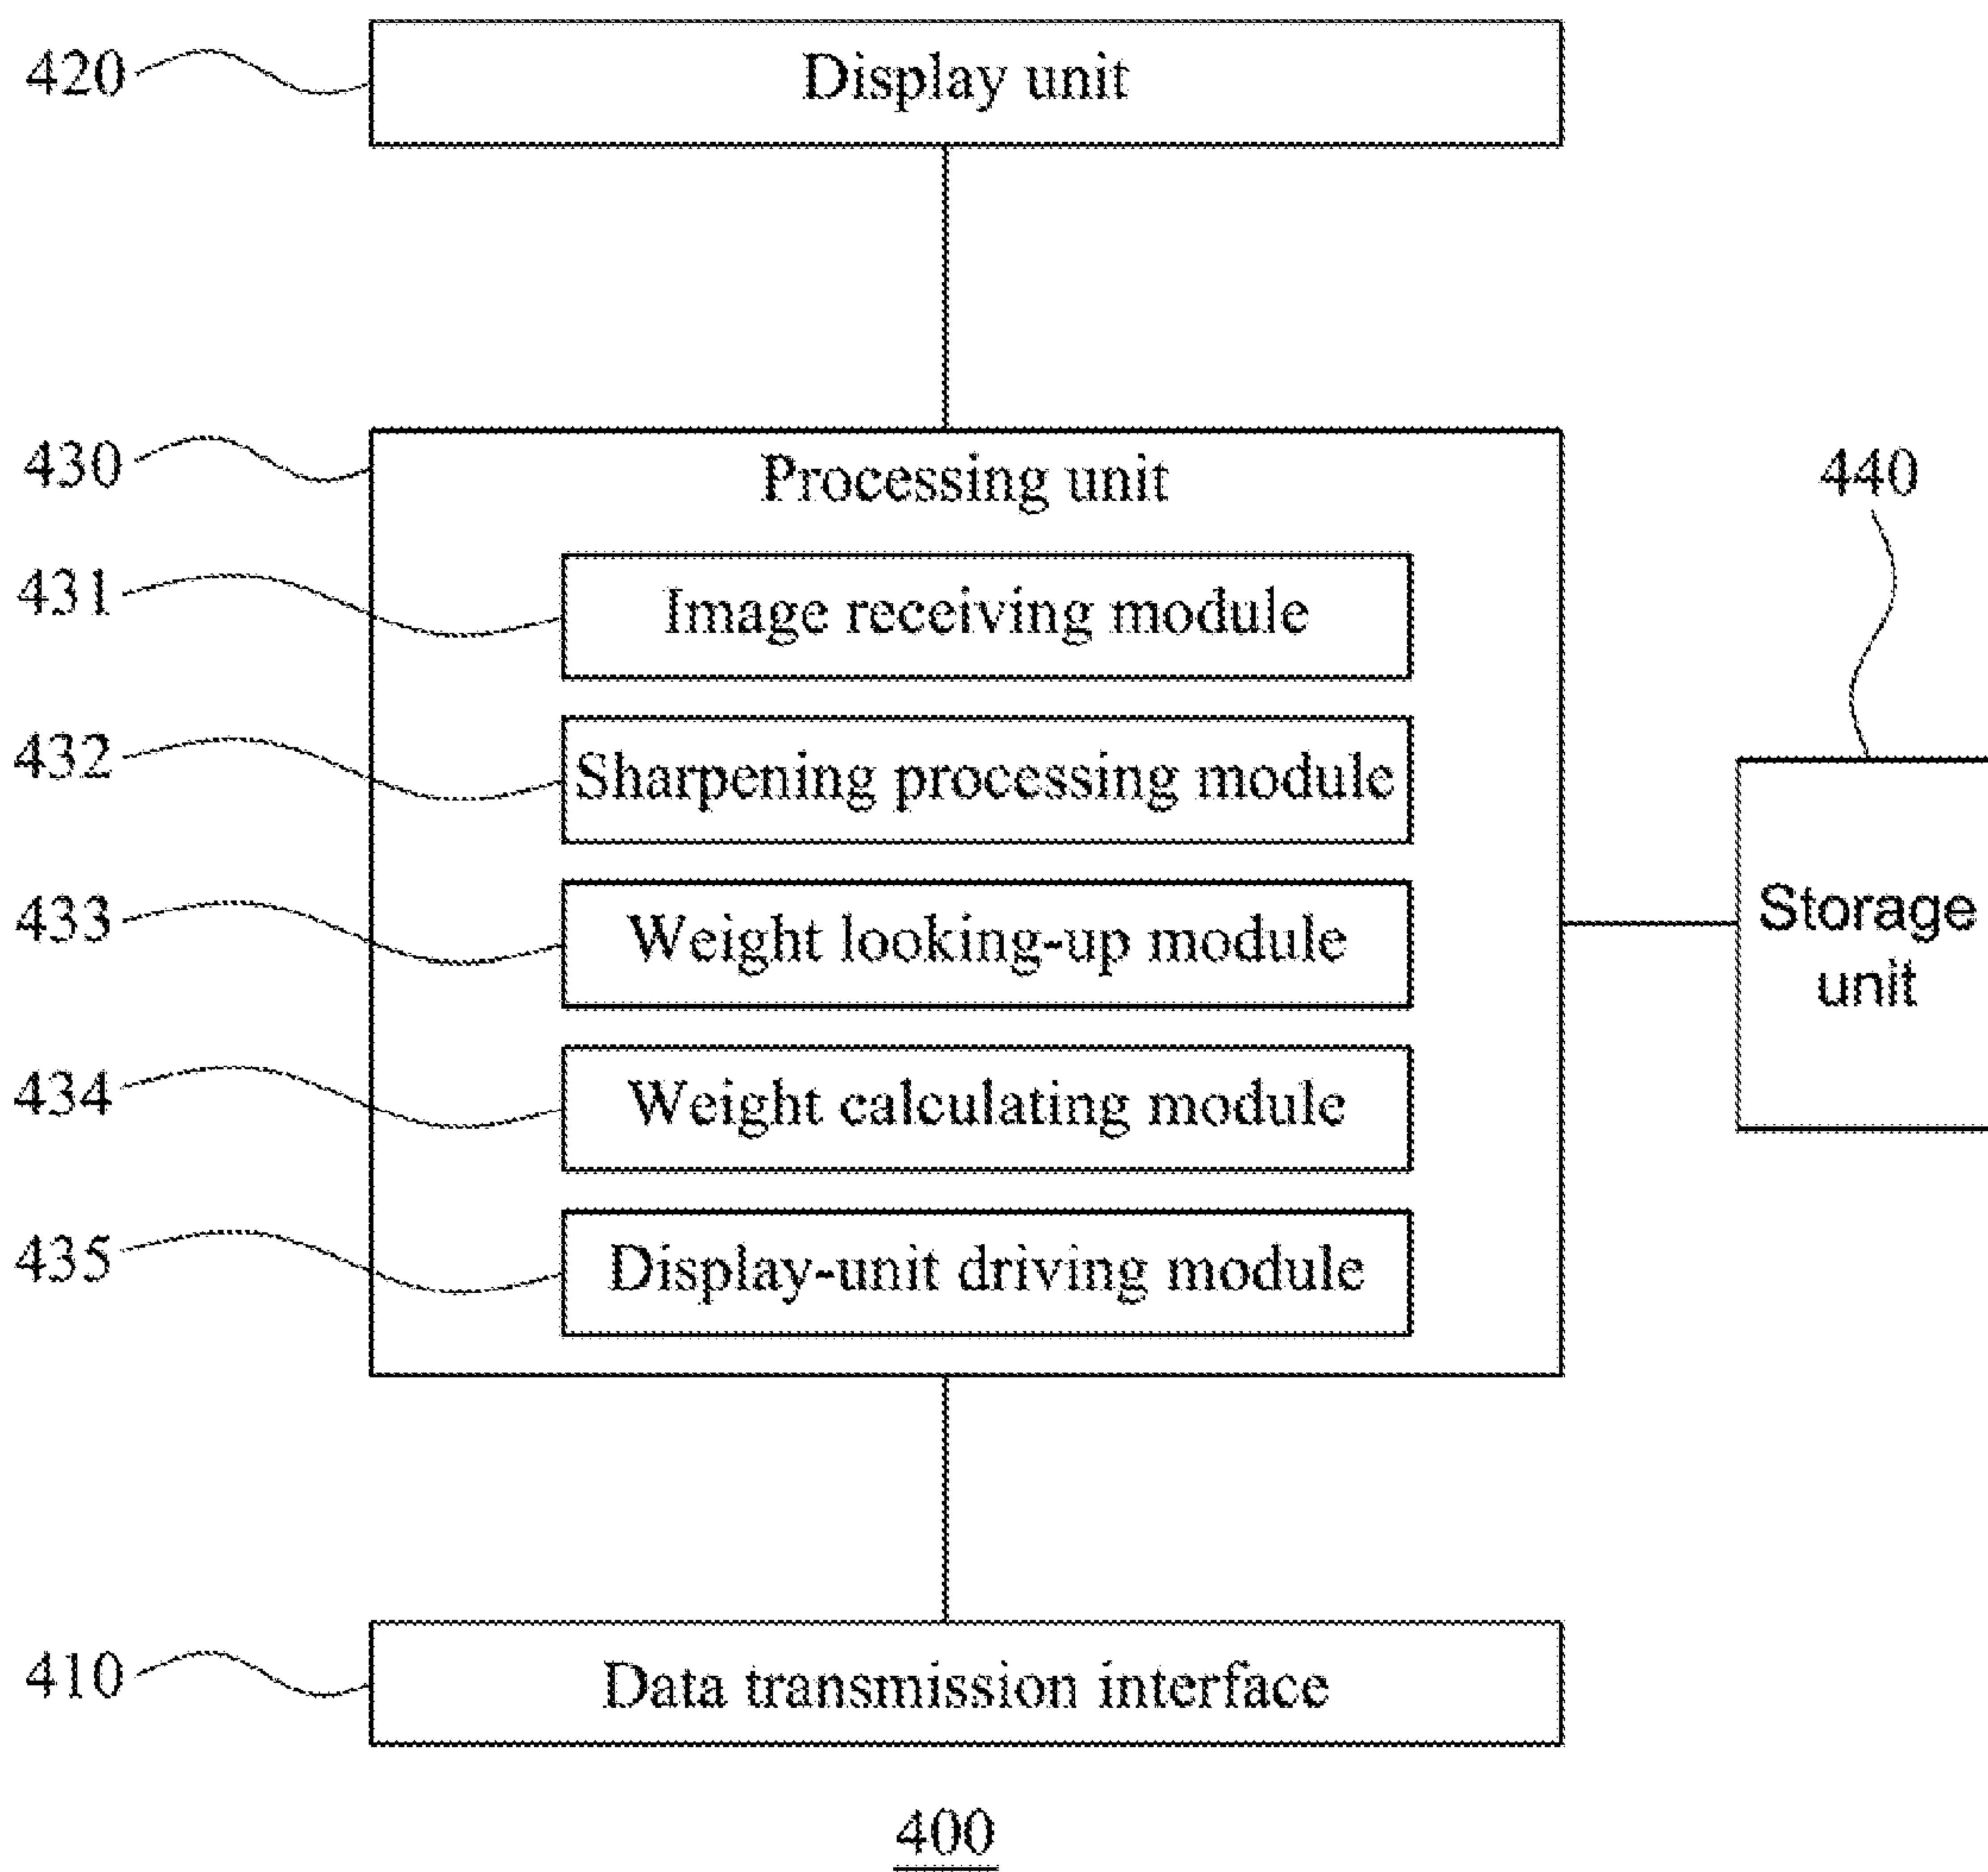 420
Display unit
430
Processing unit
440
431
Image receiving module
432
Sharpening processing module
433
Weight looking-up module
Storage
unit
434
Weight calculating module
435
Display-unit driving module
410
Data transmission interface
400